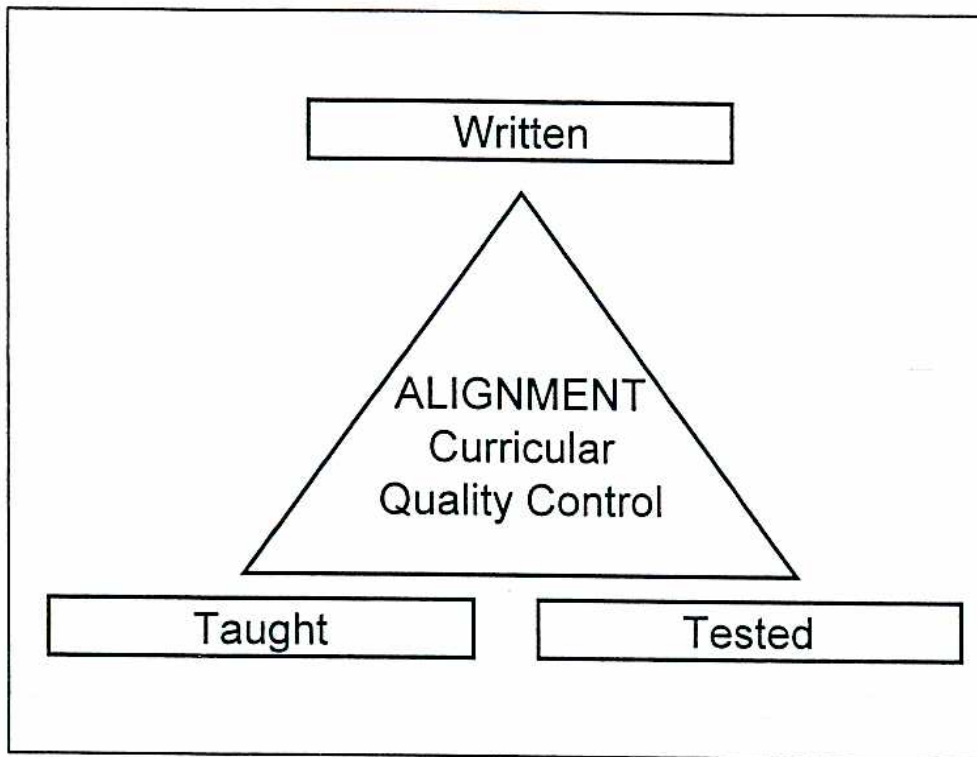 Written
ALIGNMENT
Curricular
Quality Control
Taught
Tested